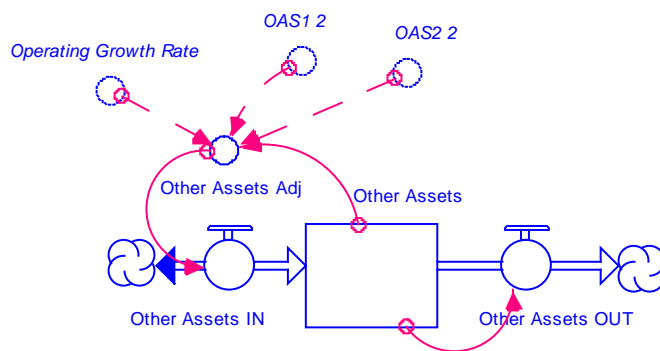 OAS1 2
OAS2 2
Operating Growth Rate
Other Assets Adj
Other Assets
Other Assets IN
Other Assets OUT